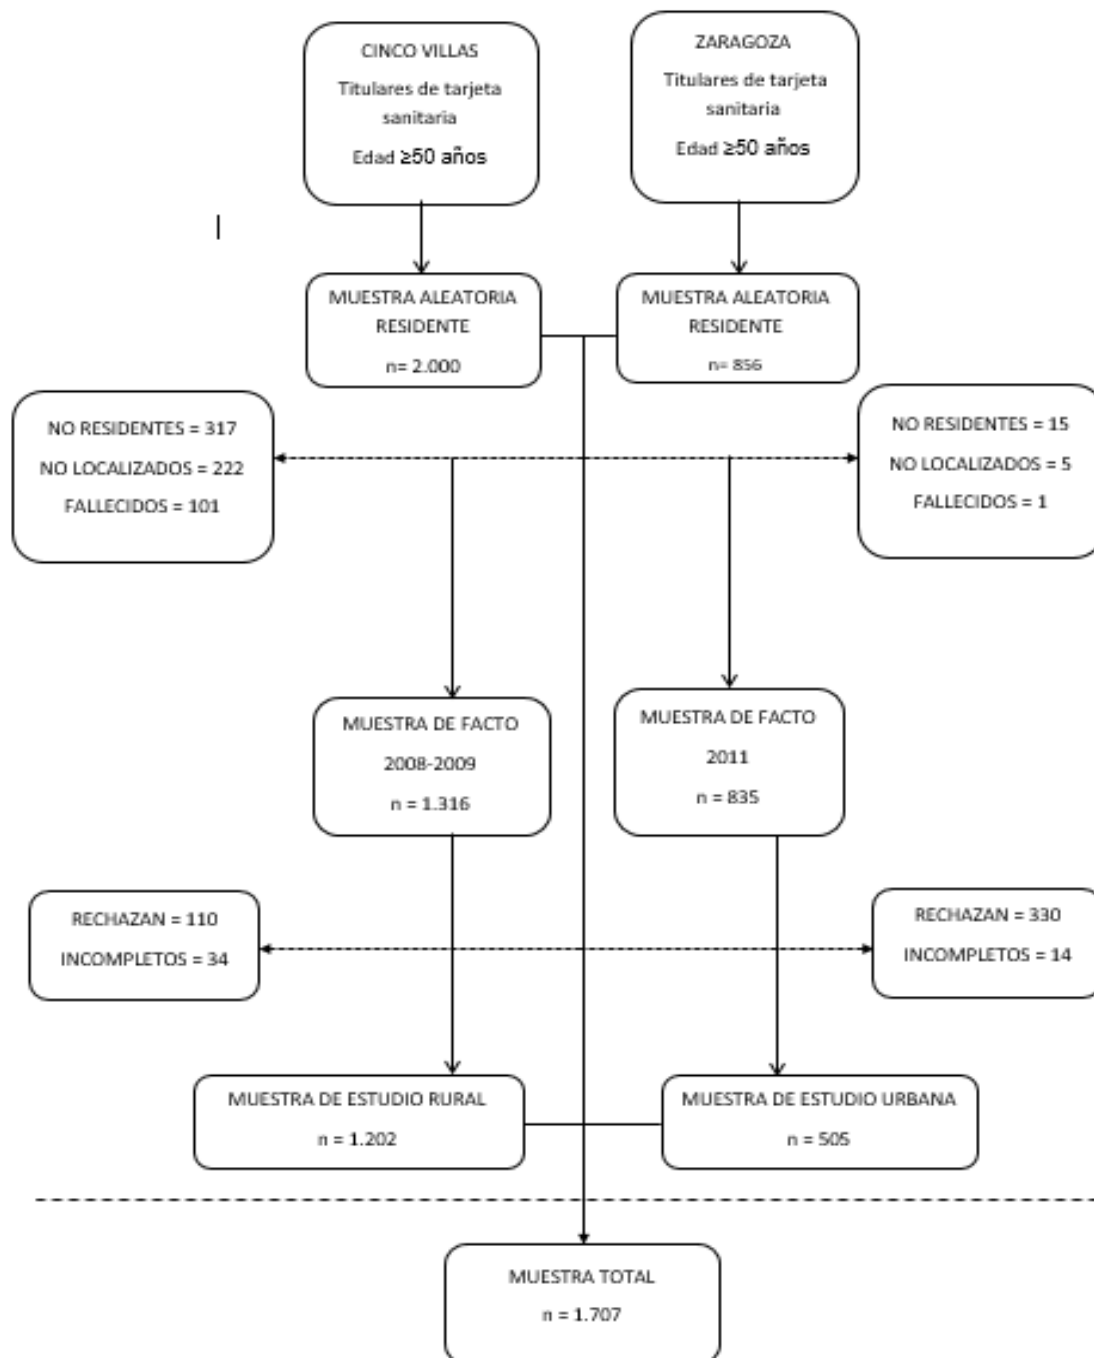 CINCO VILLAS
Titulares de tarjeta
sanitaria
Edad ≥50 años
ZARAGOZA
Titulares de tarjeta
sanitaria
Edad ≥50 años
MUESTRA ALEATORIA
RESIDENTE
n= 2.000
MUESTRA ALEATORIA
RESIDENTE
n= 856
NO RESIDENTES = 317
NO LOCALIZADOS = 222
FALLECIDOS = 101
NO RESIDENTES = 15
NO LOCALIZADOS = 5
FALLECIDOS = 1
MUESTRA DE FACTO
2008-2009
n = 1.316
MUESTRA DE FACTO
2011
n = 835
RECHAZAN = 110
INCOMPLETOS = 34
RECHAZAN = 330
INCOMPLETOS = 14
MUESTRA DE ESTUDIO RURAL
n = 1.202
MUESTRA DE ESTUDIO URBANA
n = 505
MUESTRA TOTAL
n = 1.707